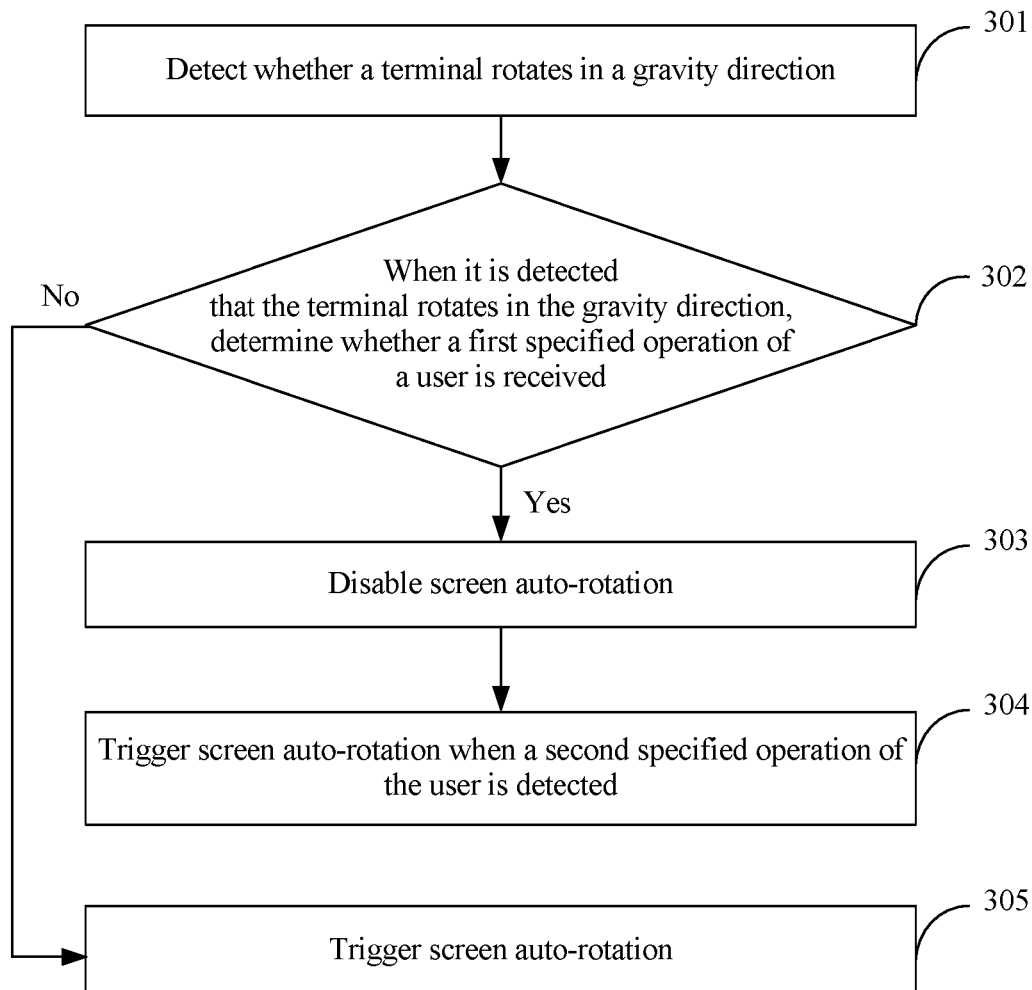 301
Detect whether a terminal rotates in a gravity direction
When it is detected
that the terminal rotates in the gravity direction,
determine whether a first specified operation of
a user is received
302
No
Yes
303
Disable screen auto-rotation
304
Trigger screen auto-rotation when a second specified operation of
the user is detected
305
Trigger screen auto-rotation